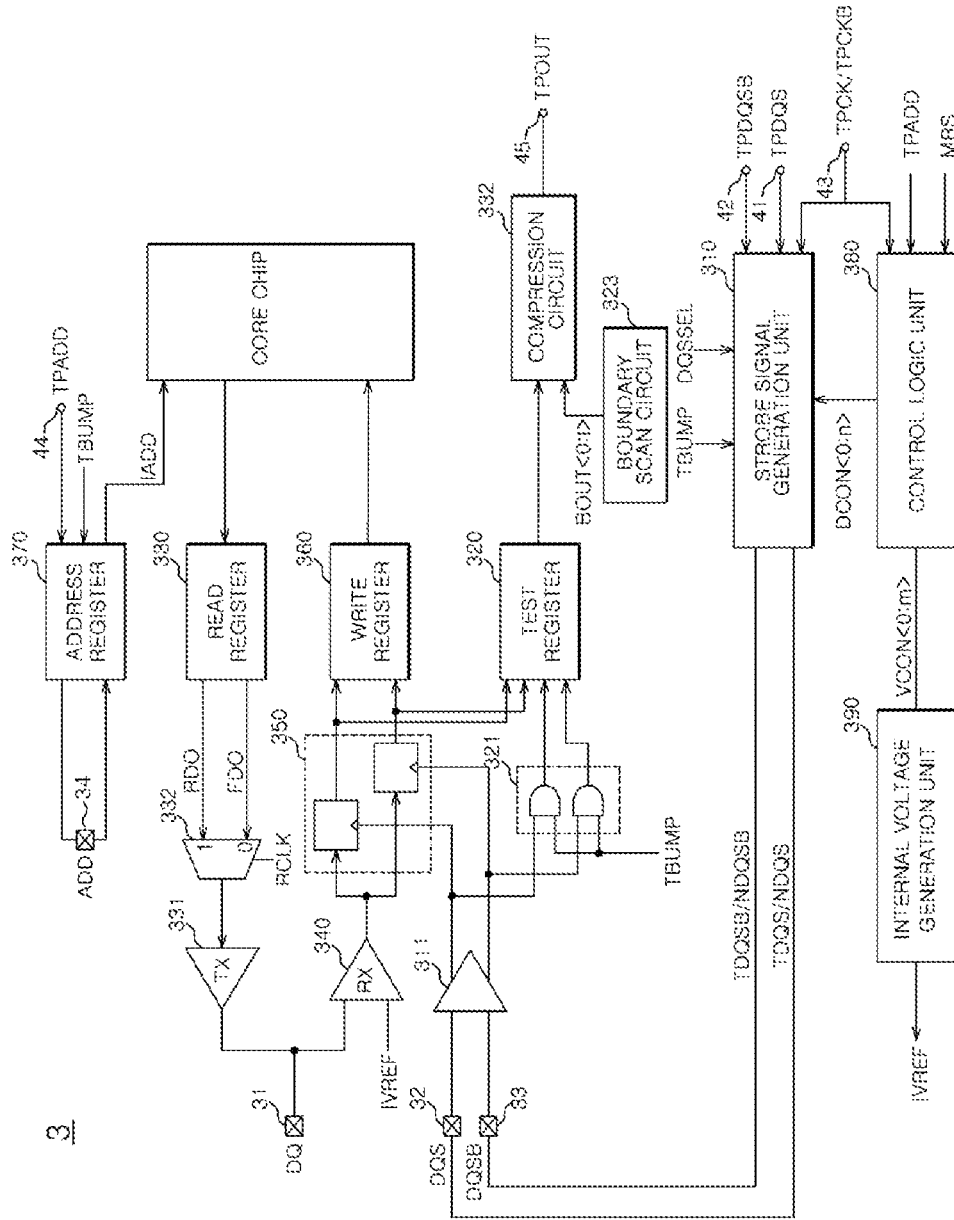 3
ADD
34
370
ADDRESS
REGISTER
44
TPADD
TBUMP
IADD
CORE CHIP
331
TX
332
1
0
RCLK
RDO
FDO
330
READ
REGISTER
DQ
31
340
RX
IVREF
350
360
WRITE
REGISTER
DQS
32
DQSB
33
311
321
TBUMP
320
TEST
REGISTER
332
COMPRESSION
CIRCUIT
45
TPOUT
BOUT<0:l>
323
BOUNDARY
SCAN CIRCUIT
TBUMP
DQSSEL
TDQSB/NDQSB
TDQS/NDQS
310
STROBE SIGNAL
GENERATION UNIT
42
TPDQSB
41
TPDQS
43
TPCK/TPCKB
DCON<0:n>
380
CONTROL LOGIC UNIT
TPADD
MRS
VCON<0:m>
390
INTERNAL VOLTAGE
GENERATION UNIT
IVREF